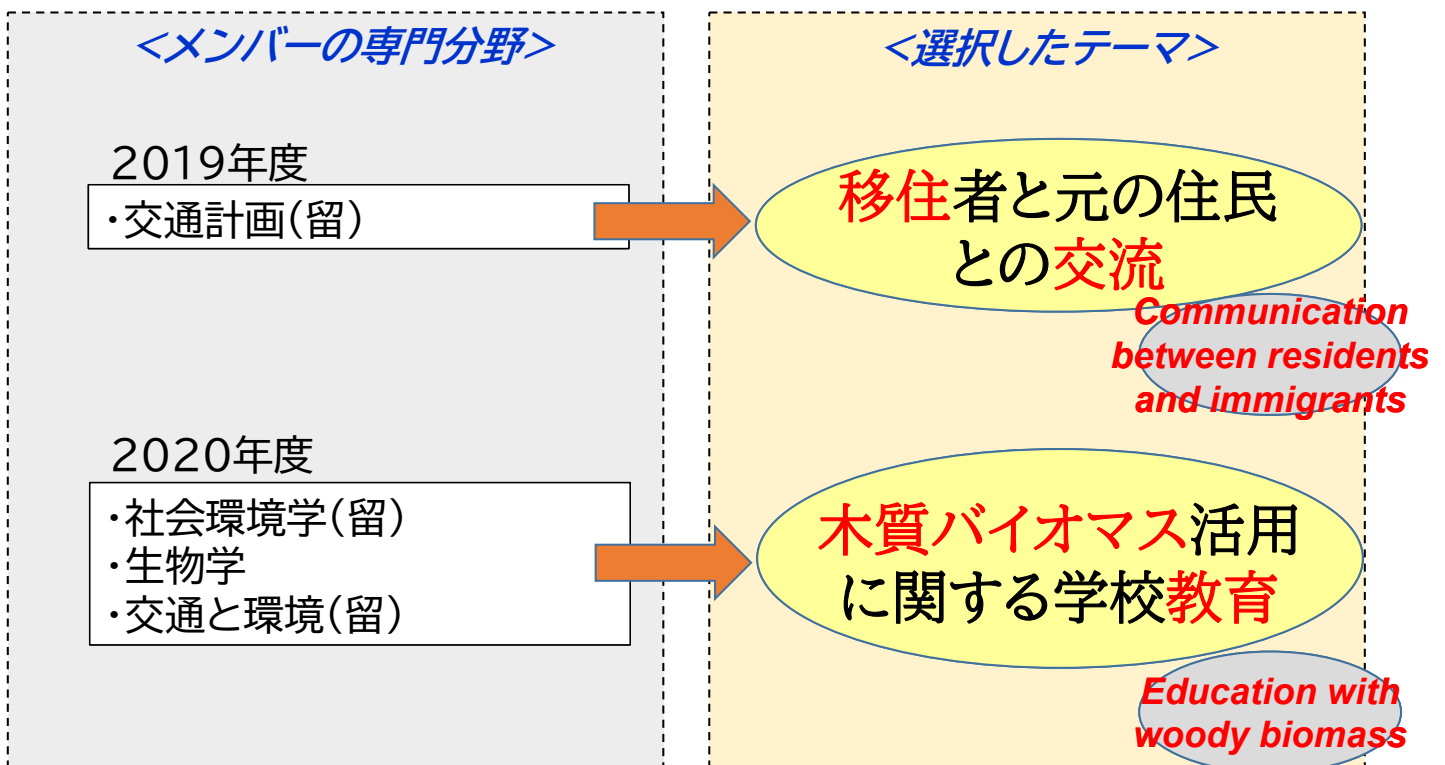 <メンバーの専門分野>
2019年度
・交通計画(留)
2020年度
・社会環境学(留)
・生物学
・交通と環境(留)
<選択したテーマ>
移住者と元の住民
との交流
Communication
between residents
and immigrants
木質バイオマス活用
に関する学校教育
Education with
woody biomass